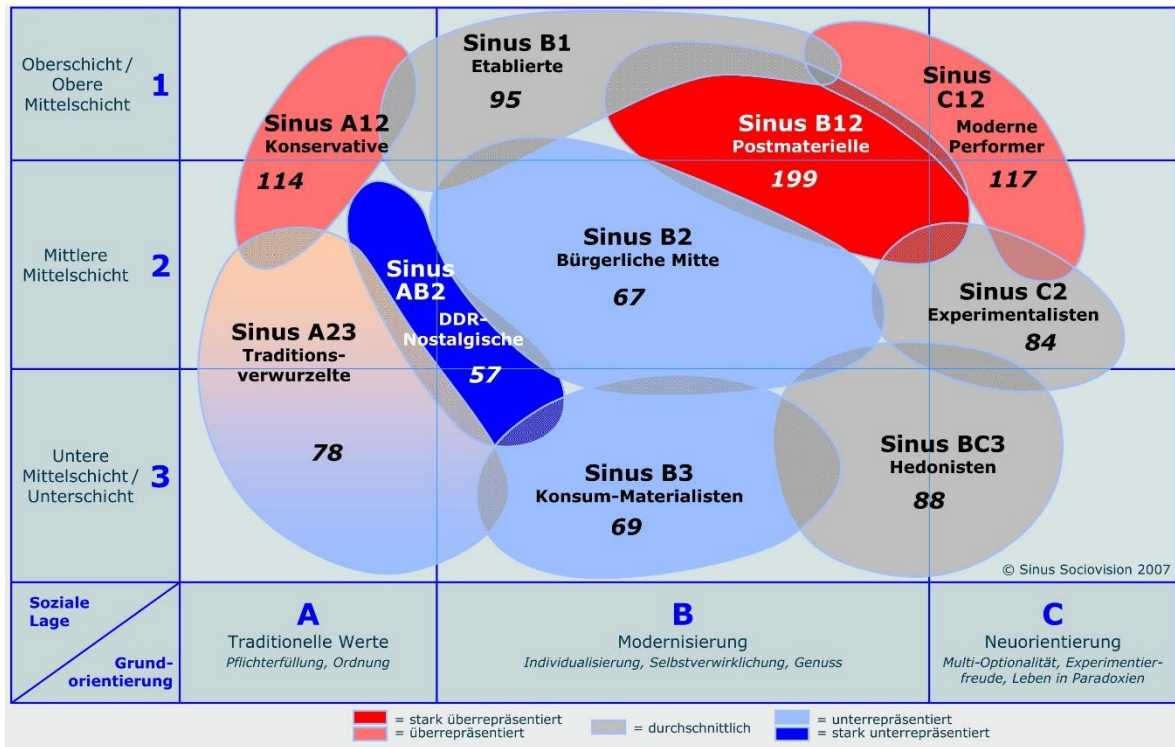 Oberschicht /
Obere
Mittelschicht
1
Mittlere
Mittelschicht
2
Untere
Mittelschicht /
Unterschicht
3
Sinus B1
Etablierte
95
Sinus A12
Konservative
114
Sinus B12
Postmaterielle
199
Sinus
C12
Moderne
Performer
117
Sinus
AB2
DDR-
Nostalgische
57
Sinus B2
Bürgerliche Mitte
67
Sinus A23
Traditions-
verwurzelte
78
Sinus C2
Experimentalisten
84
Sinus B3
Konsum-Materialisten
69
Sinus BC3
Hedonisten
88
© Sinus Sociovision 2007
Soziale
Lage
Grund-
orientierung
A
Traditionelle Werte
Pflichterfüllung, Ordnung
B
Modernisierung
Individualisierung, Selbstverwirklichung, Genuss
C
Neuorientierung
Multi-Optionalität, Experimentier-
freude, Leben in Paradoxien
= stark überrepräsentiert
= überrepräsentiert
= durchschnittlich
= unterrepräsentiert
= stark unterrepräsentiert